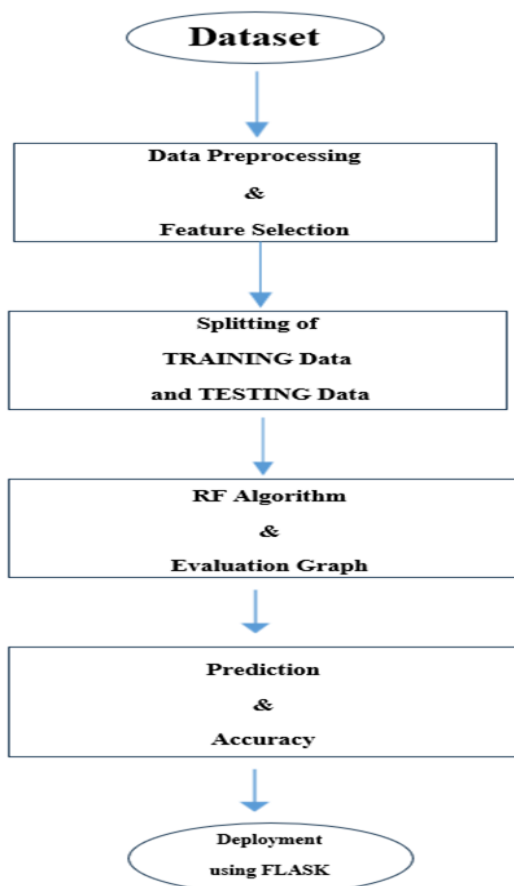 Dataset
Data Preprocessing
&
Feature Selection
Splitting of
TRAINING Data
and TESTING Data
RF Algorithm
&
Evaluation Graph
Prediction
&
Accuracy
Deployment
using FLASK